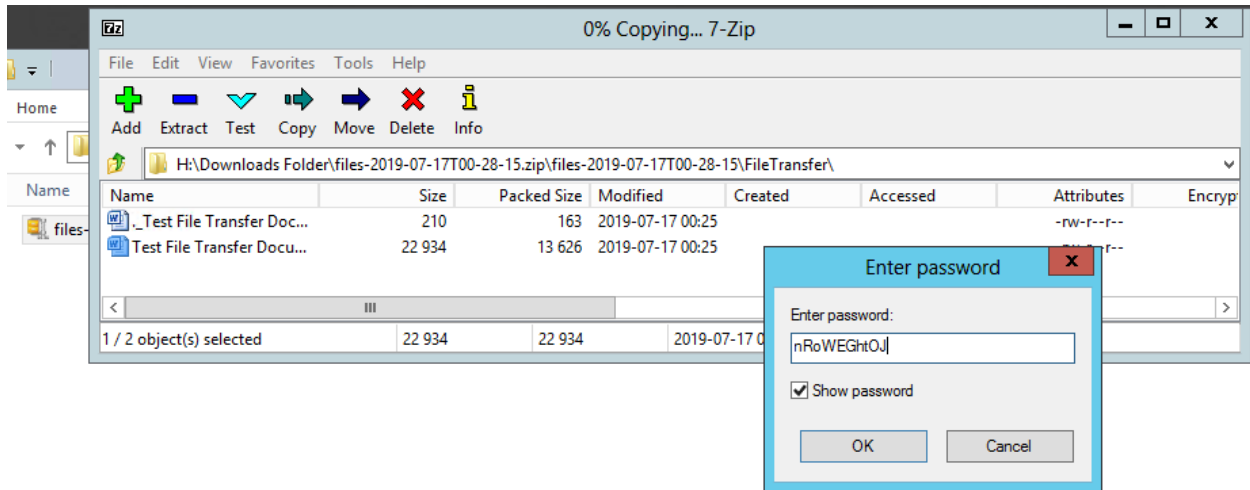 0% Copying... 7-Zip
File Edit View Favorites Tools Help
Home
Add Extract Test Copy Move Delete Info
H:\Downloads Folder\files-2019-07-17T00-28-15.zip\files-2019-07-17T00-28-15\FileTransfer\
Name
Name Size Packed Size Modified Created Accessed Attributes Encryp
files-
._Test File Transfer Doc... 210 163 2019-07-17 00:25 -rw-r--r--
Test File Transfer Docu... 22 934 13 626 2019-07-17 00:25
Enter password
Enter password:
1 / 2 object(s) selected 22 934 22 934 2019-07-17 0
nRoWEGhtOJ
Show password
OK Cancel